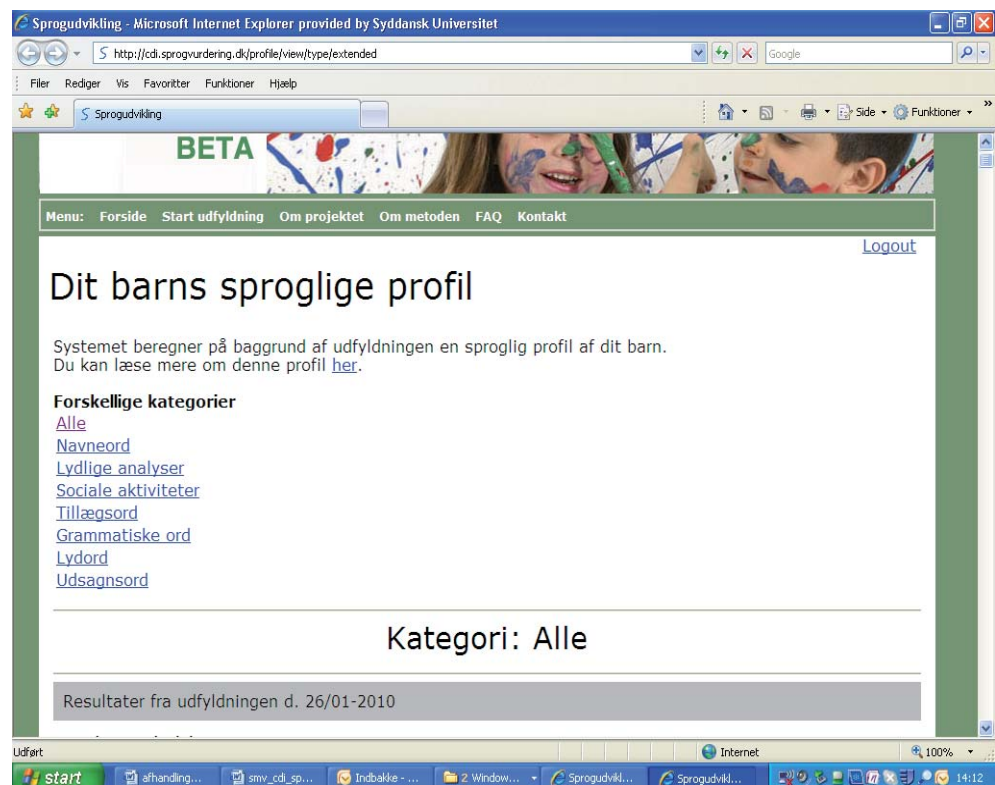 Sprogudvikling - Microsoft Internet Explorer provided by Syddansk Universitet
http://cdi.sprogvurdering.dk/profile/view/type/extended
Google
Filer Rediger Vis Favoritter Funktioner Hjælp
Sprogudvikling
Side Funktioner »
BETA
Menu: Forside Start udfyldning Om projektet Om metoden FAQ Kontakt
Logout
Dit barns sproglige profil
Systemet beregner på baggrund af udfyldningen en sproglig profil af dit barn.
Du kan læse mere om denne profil her.
Forskellige kategorier
Alle
Navneord
Lydlige analyser
Sociale aktiviteter
Tillægsord
Grammatiske ord
Lydord
Udsagnsord
Kategori: Alle
Resultater fra udfyldningen d. 26/01-2010
Udført Internet 100%
start afhandling... smv_cdi_sp... Indbakke - ... 2 Window... Sprogudvikl... Sprogudvikl... 14:12